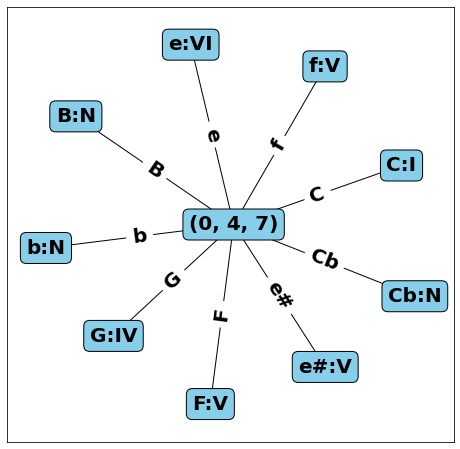 e:VI
f:V
e
f
B:N
B
C
C:I
(0, 4, 7)
b
b:N
Cb
Cb:N
G
e#
F
G:IV
e#:V
F:V